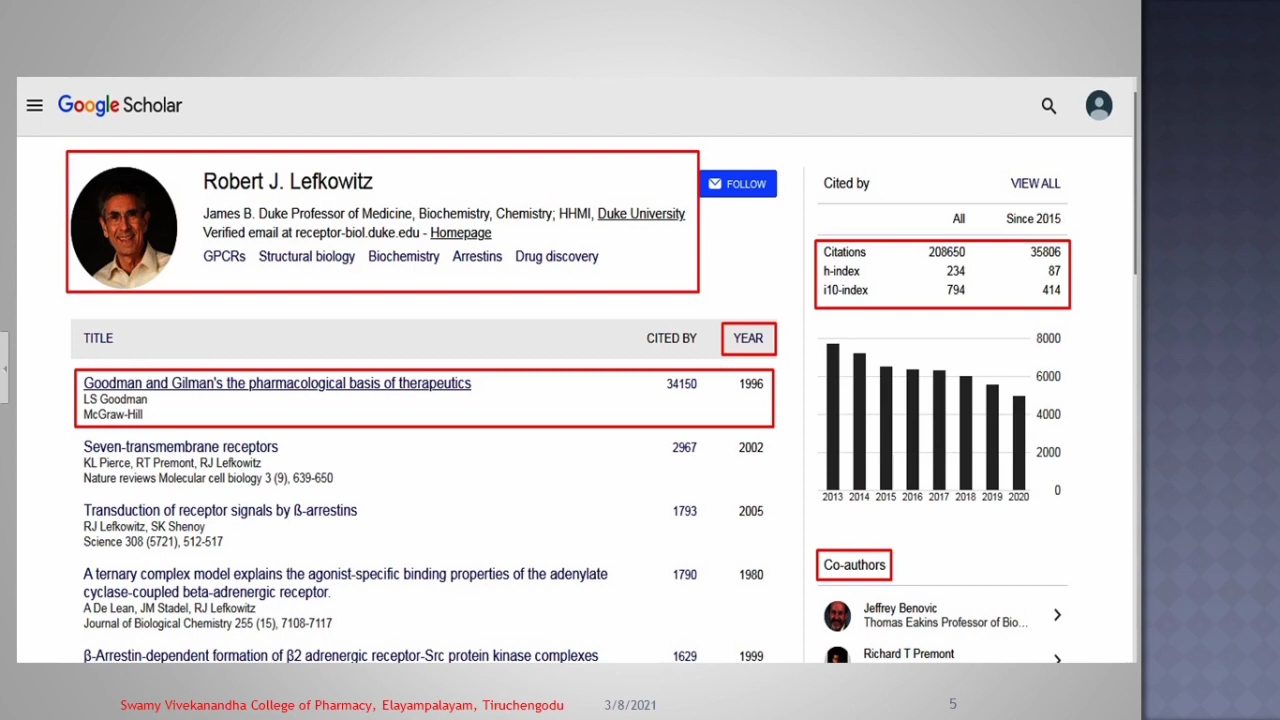 Google Scholar
Robert J. Lefkowitz
James B. Duke Professor of Medicine, Biochemistry, Chemistry; HHMI, Duke University
Verified email at receptor-biol.duke.edu - Homepage
GPCRs Structural biology Biochemistry Arrestins Drug discovery
FOLLOW
TITLE CITED BY YEAR
Goodman and Gilman's the pharmacological basis of therapeutics 34150 1996
LS Goodman
McGraw-Hill
Seven-transmembrane receptors 2967 2002
KL Pierce, RT Premont, RJ Lefkowitz
Nature reviews Molecular cell biology 3 (9), 639-650
Transduction of receptor signals by ß-arrestins 1793 2005
RJ Lefkowitz, SK Shenoy
Science 308 (5721), 512-517
A ternary complex model explains the agonist-specific binding properties of the adenylate 1790 1980
cyclase-coupled beta-adrenergic receptor.
A De Lean, JM Stadel, RJ Lefkowitz
Journal of Biological Chemistry 255 (15), 7108-7117
β-Arrestin-dependent formation of β2 adrenergic receptor-Src protein kinase complexes 1629 1999
Cited by VIEW ALL
All Since 2015
Citations 208650 35806
h-index 234 87
i10-index 794 414
8000
6000
4000
2000
0
2013 2014 2015 2016 2017 2018 2019 2020
Co-authors
Jeffrey Benovic
Thomas Eakins Professor of Bio...
Richard T Premont
Swamy Vivekanandha College of Pharmacy, Elayampalayam, Tiruchengodu 3/8/2021 5